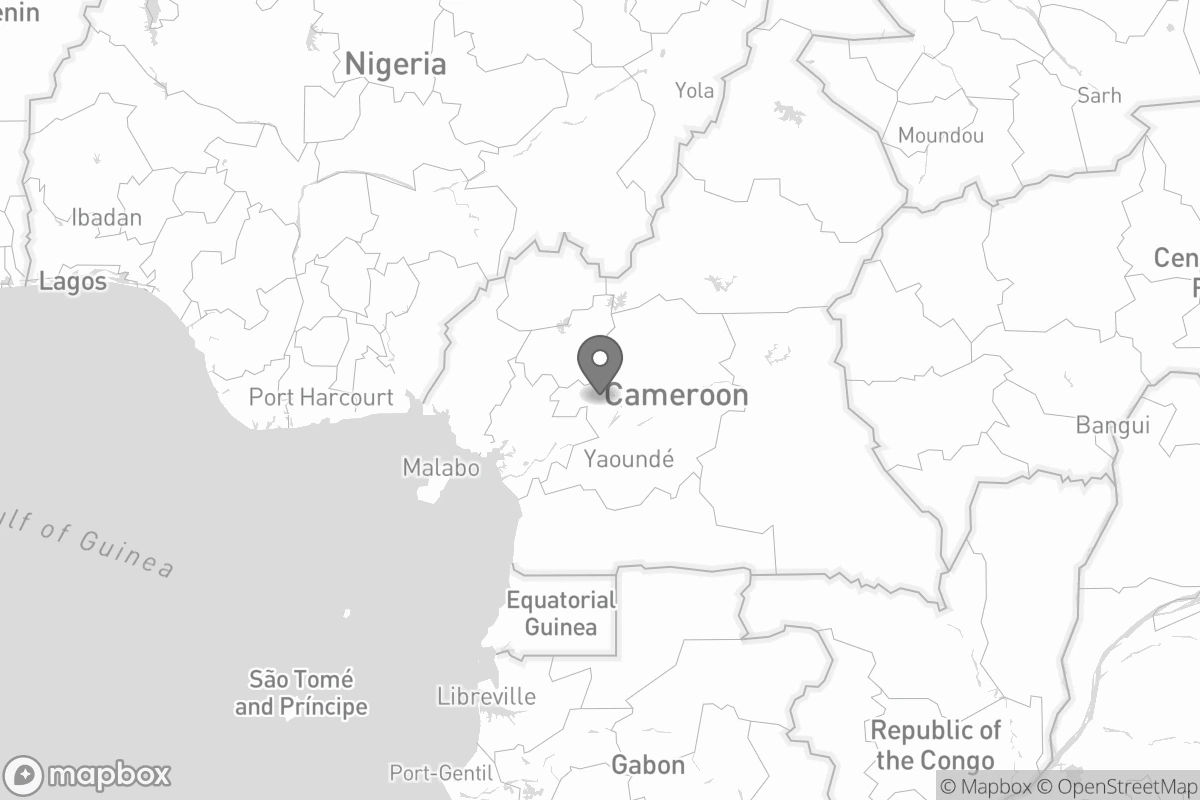 enin
Nigeria
Yola
Sarh
Moundou
Ibadan
Lagos
Cen
F
Port Harcourt
Cameroon
Bangui
Yaoundé
Malabo
ulf of Guinea
Equatorial
Guinea
São Tomé
and Príncipe
Libreville
Republic of
the Congo
Gabon
Port-Gentil
mapbox
© Mapbox © OpenStreetMap